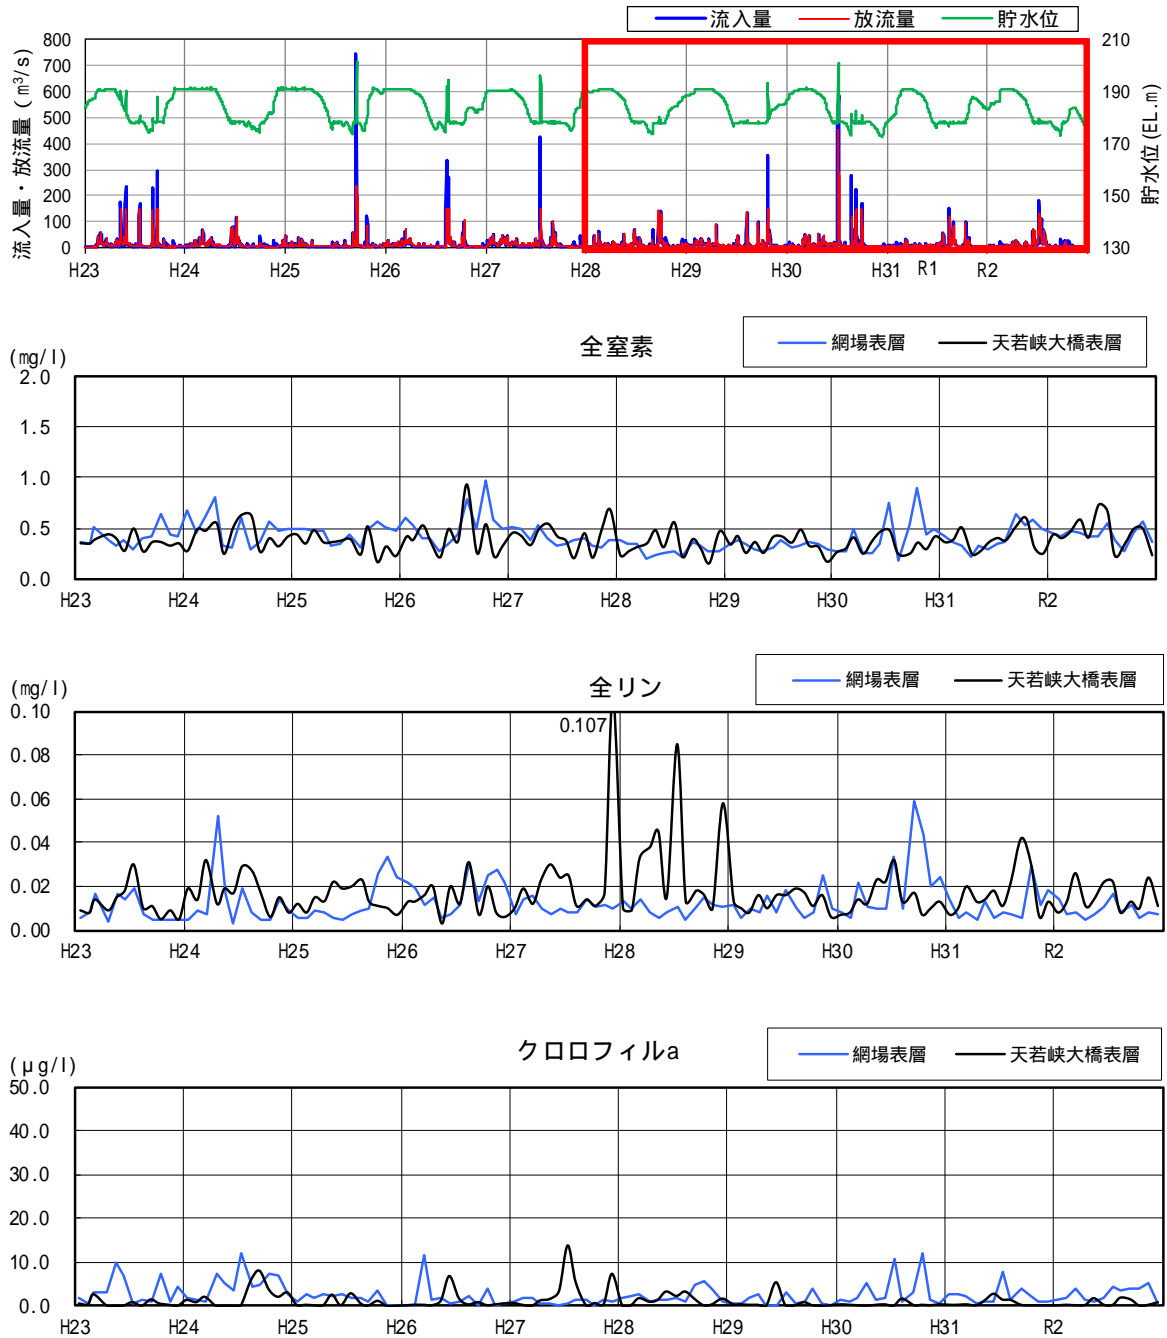 流入量 放流量 貯水位
流入量・放流量（㎥/s）
800
700
600
500
400
300
200
100
0
210
190
170
150
130
貯水位(EL.m)
H23 H24 H25 H26 H27 H28 H29 H30 H31 R1 R2
全窒素
網場表層 天若峡大橋表層
(mg/l)
2.0
1.5
1.0
0.5
0.0
H23 H24 H25 H26 H27 H28 H29 H30 H31 R2
全リン
網場表層 天若峡大橋表層
(mg/l)
0.10
0.08
0.06
0.04
0.02
0.00
0.107
H23 H24 H25 H26 H27 H28 H29 H30 H31 R2
クロロフィルa
網場表層 天若峡大橋表層
(μg/l)
50.0
40.0
30.0
20.0
10.0
0.0
H23 H24 H25 H26 H27 H28 H29 H30 H31 R2